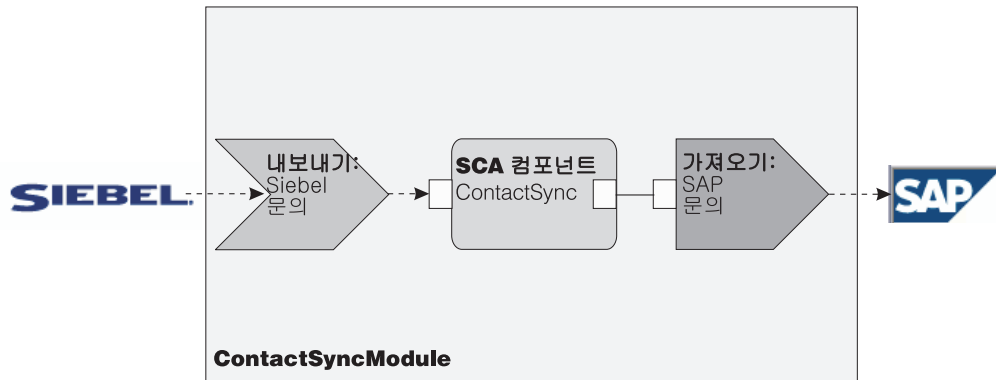 SIEBEL.
내보내기:
Siebel
문의
SCA 컴포넌트
ContactSync
가져오기:
SAP
문의
SAP
ContactSyncModule